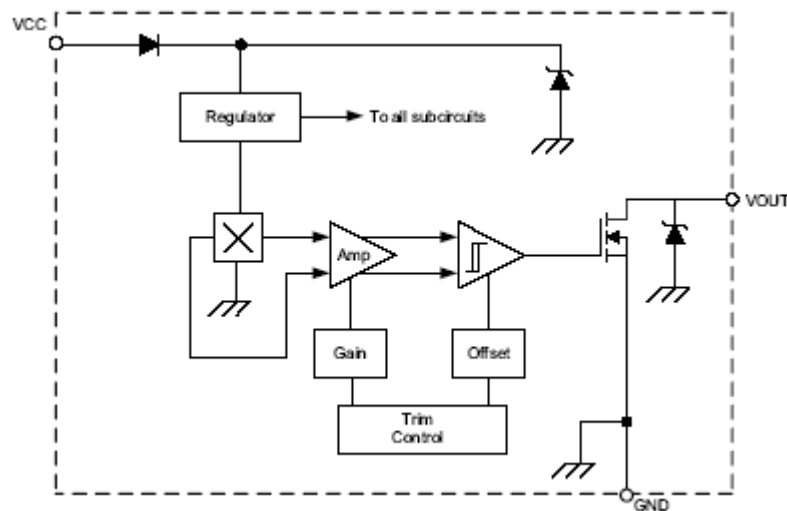 VCC
Regulator
To all subcircuits
VOUT
Amp
Gain
Offset
Trim
Control
GND